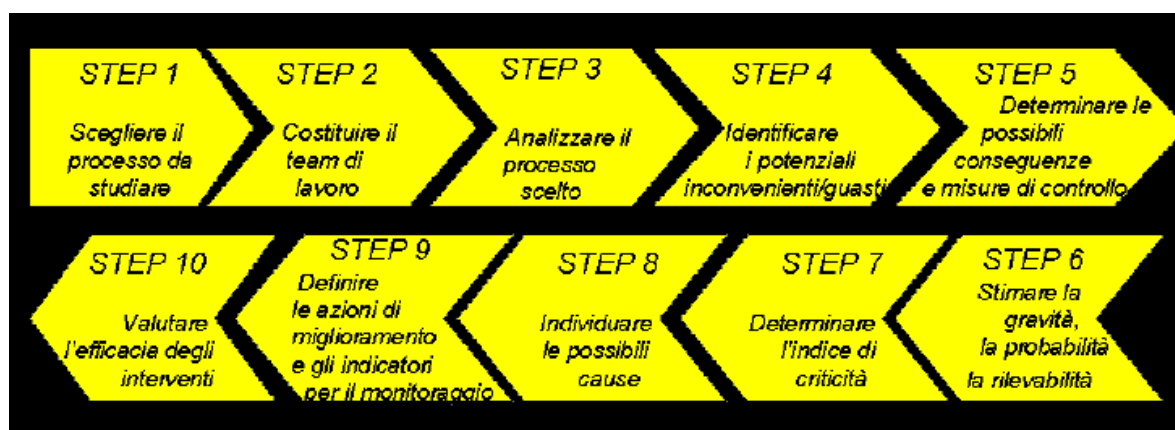 STEP 1
Scegliere il
processo da
studiare
STEP 2
Costituire il
team di
lavoro
STEP 3
Analizzare il
processo
scelto
STEP 4
Identificare
i potenziali
inconvenienti/guasti
STEP 5
Determinare le
possibili
conseguenze
e misure di controllo
STEP 6
Stimare la
gravità,
la probabilità
la rilevabilità
STEP 7
Determinare
l'indice di
criticità
STEP 8
Individuare
le possibili
cause
STEP 9
Definire
le azioni di
miglioramento
e gli indicatori
per il monitoraggio
STEP 10
Valutare
l'efficacia degli
interventi